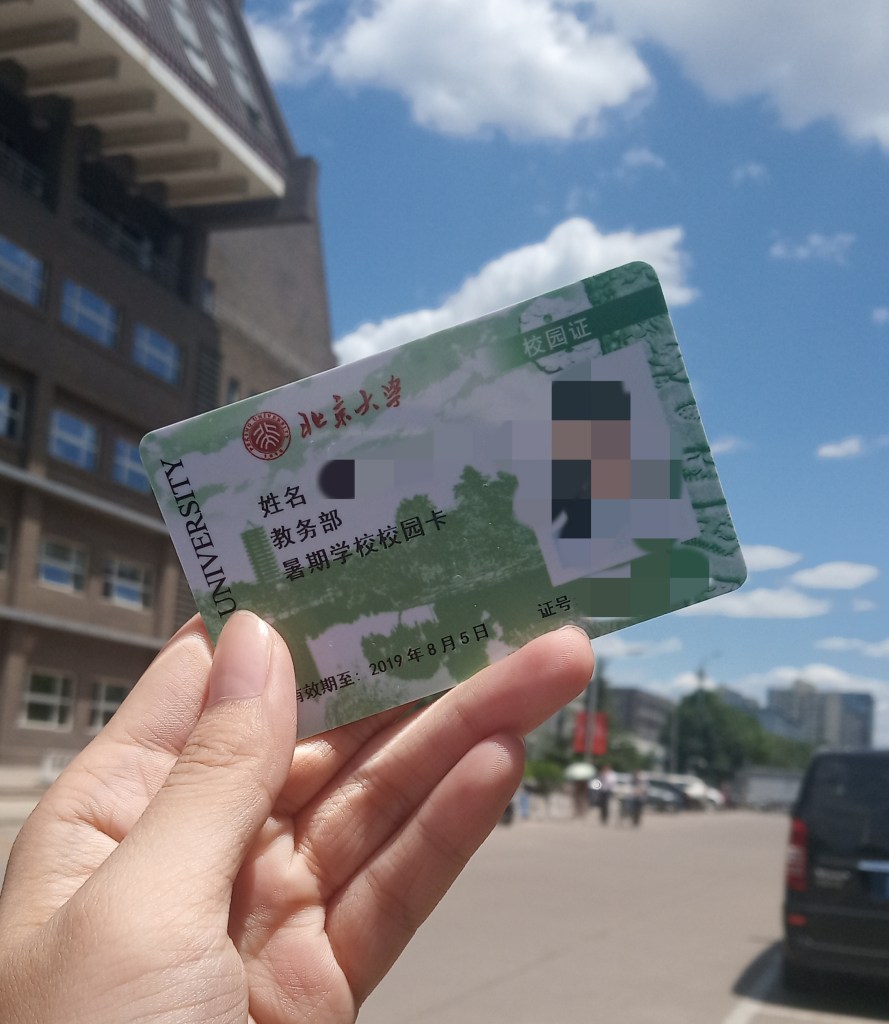 校园证
北京大学
UNIVERSITY
姓名
教务部
暑期学校校园卡
证号
有效期至：2019年8月5日